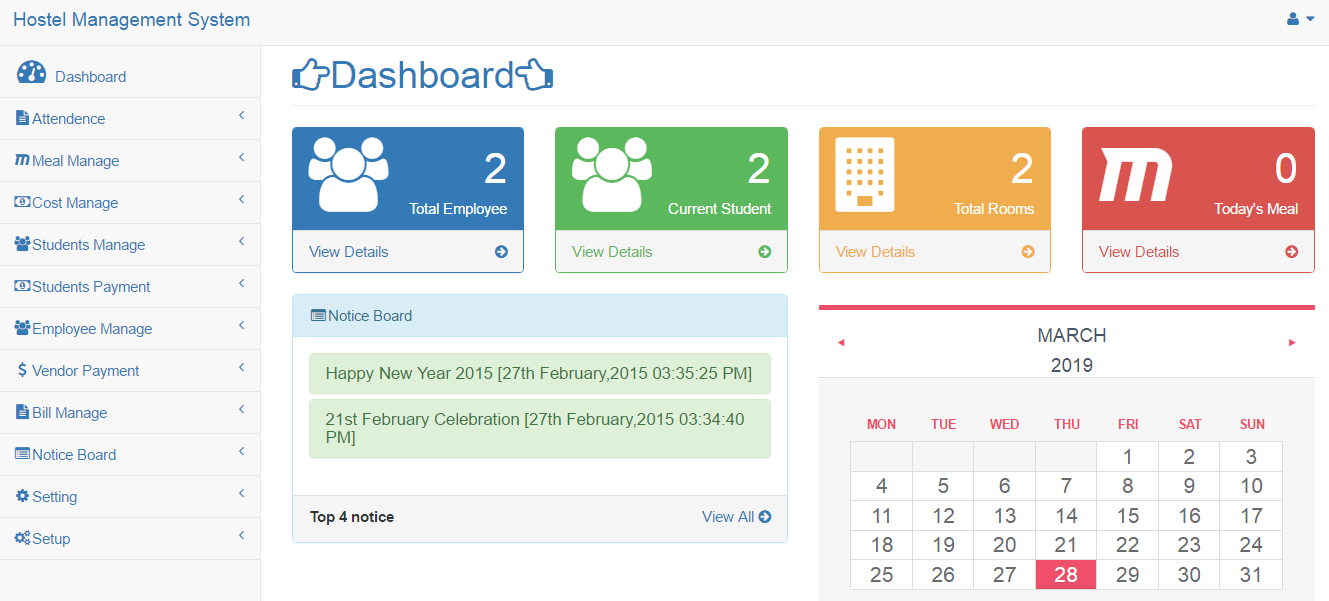 Hostel Management System
Dashboard
Attendence
Meal Manage
Cost Manage
Students Manage
Students Payment
Employee Manage
Vendor Payment
Bill Manage
Notice Board
Setting
Setup
Dashboard
2
Total Employee
View Details
2
Current Student
View Details
2
Total Rooms
View Details
m
0
Today's Meal
View Details
Notice Board
Happy New Year 2015 [27th February,2015 03:35:25 PM]
21st February Celebration [27th February,2015 03:34:40
PM]
Top 4 notice View All
MARCH
2019
MON TUE WED THU FRI SAT SUN
1 2 3
4 5 6 7 8 9 10
11 12 13 14 15 16 17
18 19 20 21 22 23 24
25 26 27 28 29 30 31